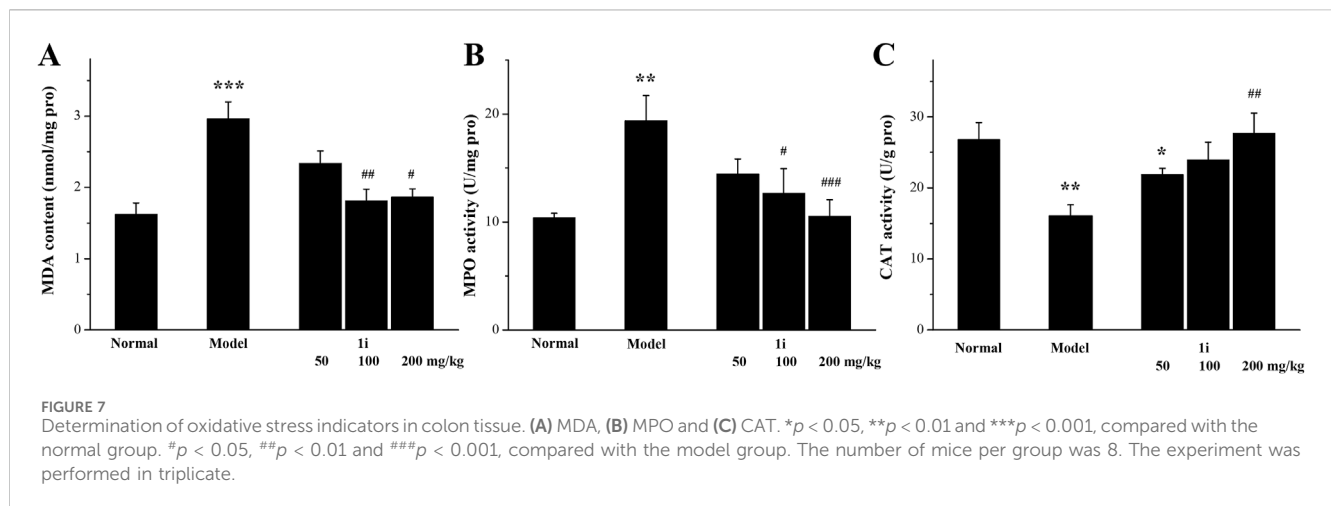 A
MDA content (nmol/mg pro)
3
2
1
0
***
##
#
Normal
Model
1i
50
100
200 mg/kg
B
MPO activity (U/mg pro)
20
10
0
**
#
###
Normal
Model
1i
50
100
200 mg/kg
C
CAT activity (U/g pro)
30
20
10
0
**
*
##
Normal
Model
1i
50
100
200 mg/kg
FIGURE 7
Determination of oxidative stress indicators in colon tissue. (A) MDA, (B) MPO and (C) CAT. *p < 0.05, **p < 0.01 and ***p < 0.001, compared with the
normal group. #p < 0.05, ##p < 0.01 and ###p < 0.001, compared with the model group. The number of mice per group was 8. The experiment was
performed in triplicate.